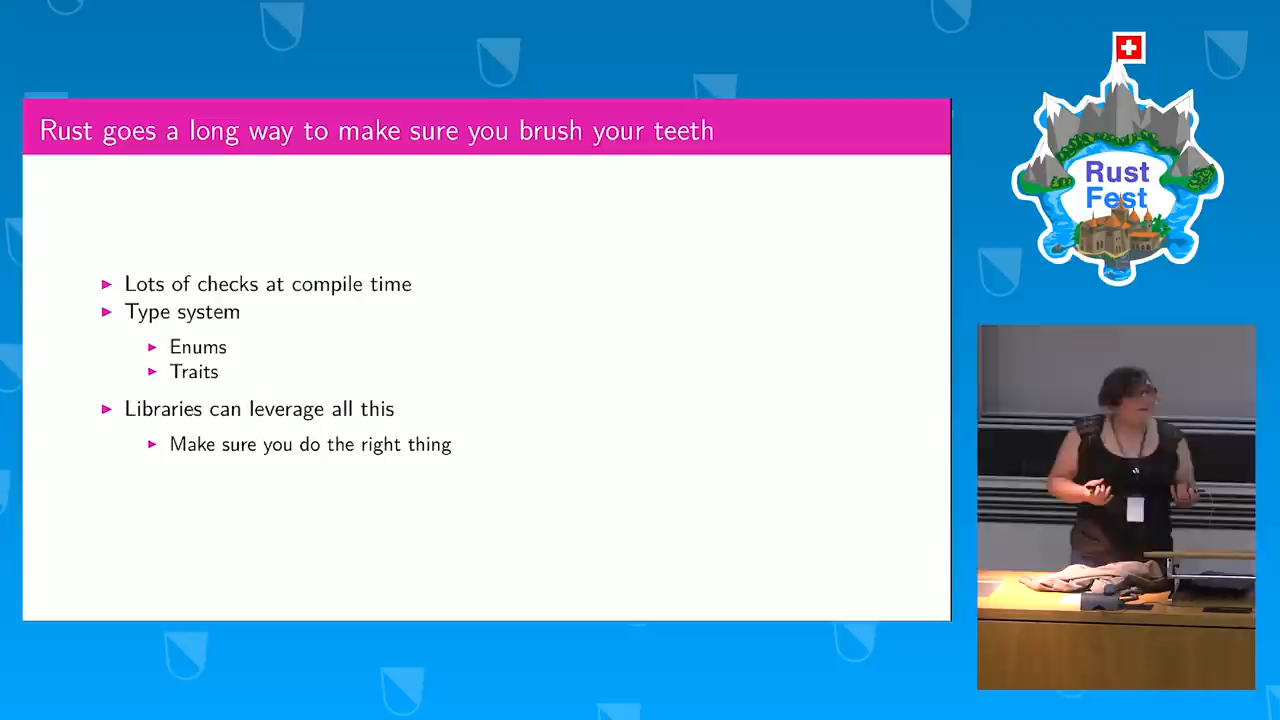 Rust goes a long way to make sure you brush your teeth
Lots of checks at compile time
Type system
Enums
Traits
Libraries can leverage all this
Make sure you do the right thing
Rust
Fest